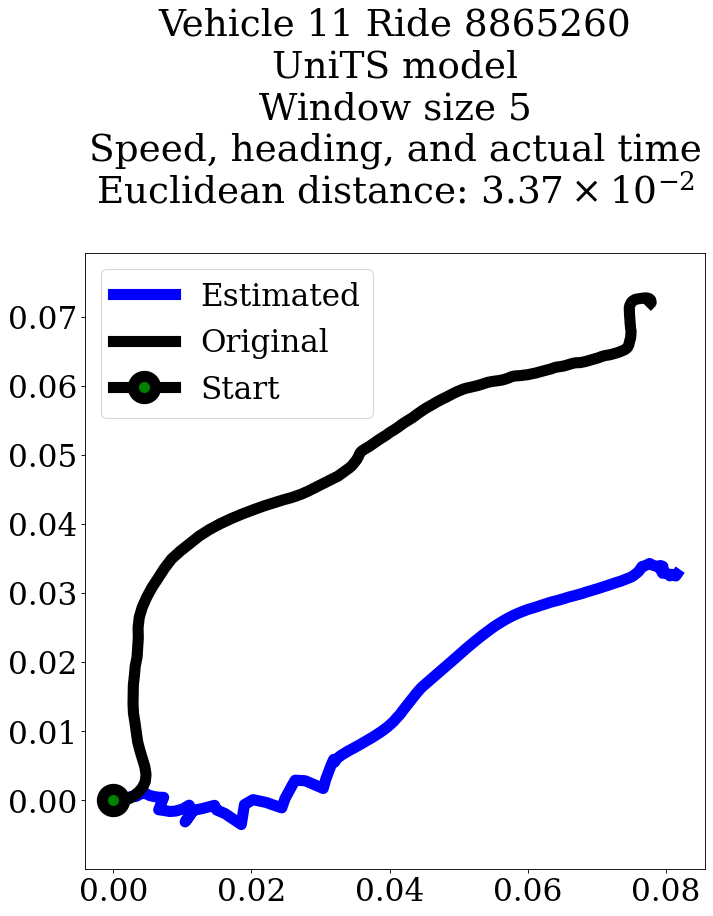 Vehicle 11 Ride 8865260
UniTS model
Window size 5
Speed, heading, and actual time
Euclidean distance: 3.37 × 10⁻²
Estimated
Original
Start
0.07
0.06
0.05
0.04
0.03
0.02
0.01
0.00
0.00 0.02 0.04 0.06 0.08